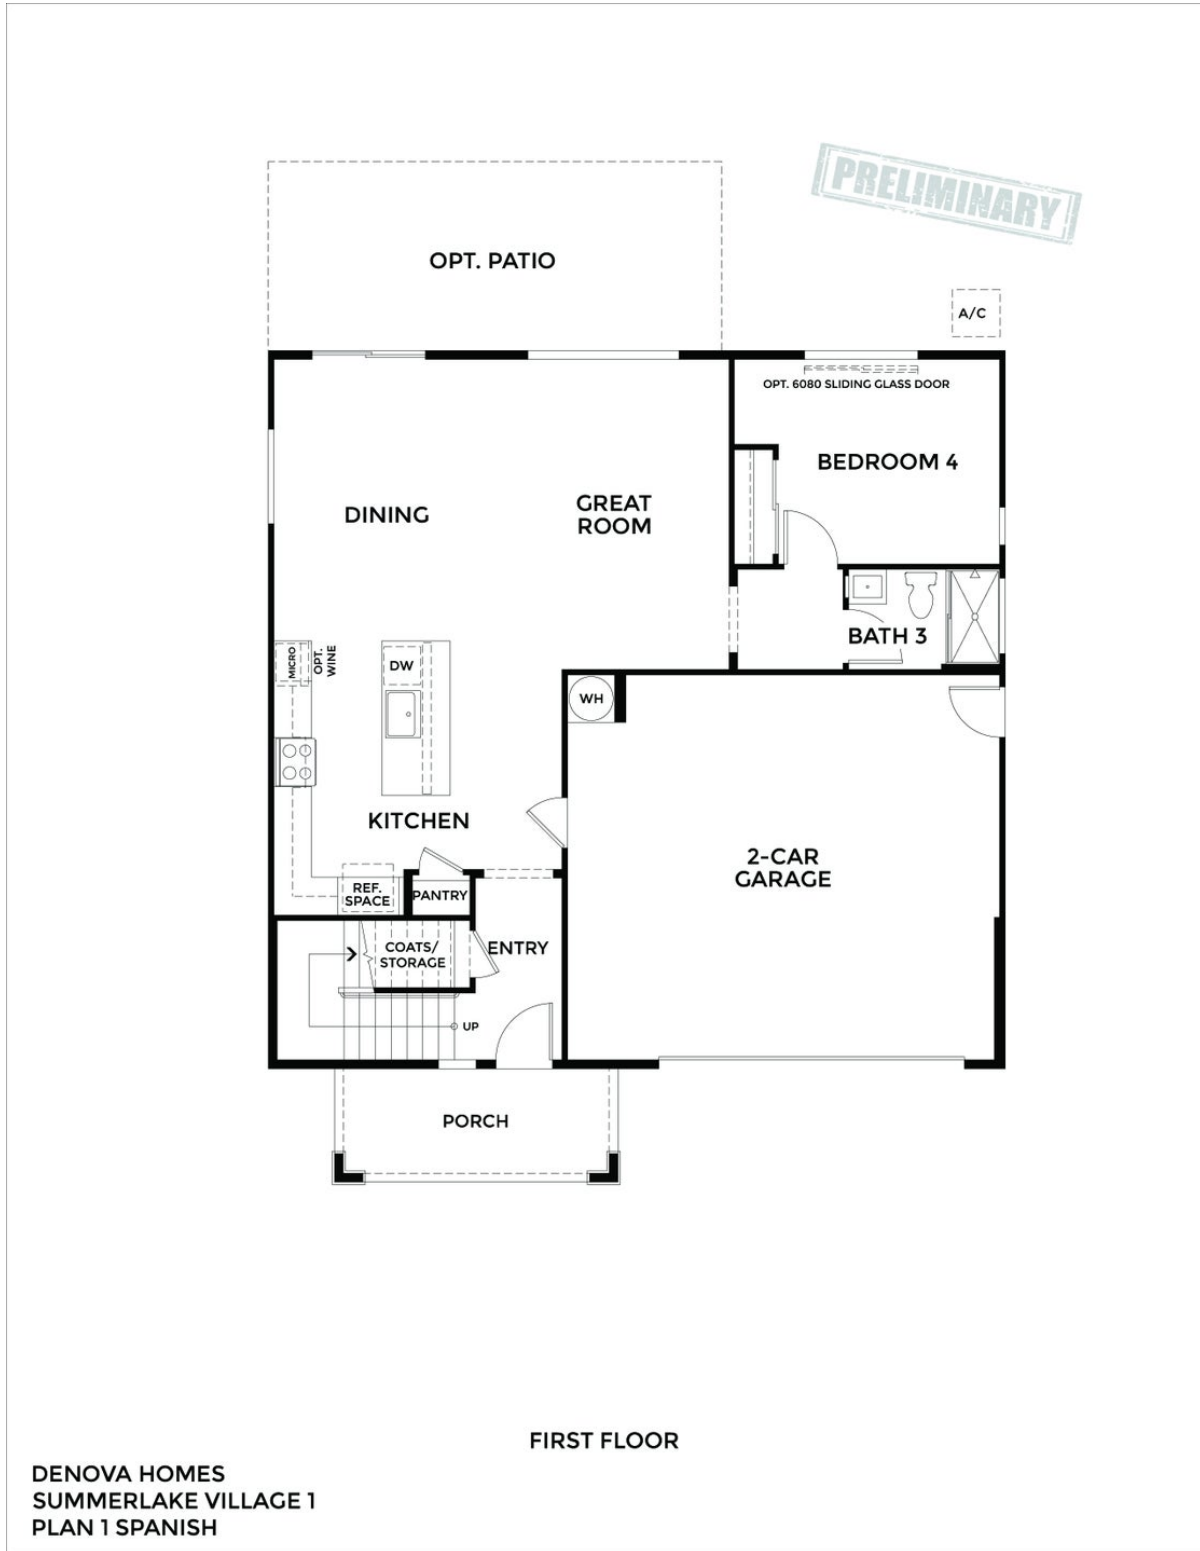 PRELIMINARY
OPT. PATIO
A/C
OPT. 6080 SLIDING GLASS DOOR
BEDROOM 4
DINING
GREAT
ROOM
BATH 3
MICRO
OPT.
WINE
DW
WH
KITCHEN
2-CAR
GARAGE
REF.
SPACE
PANTRY
COATS/
STORAGE
ENTRY
UP
PORCH
FIRST FLOOR
DENOVA HOMES
SUMMERLAKE VILLAGE 1
PLAN 1 SPANISH